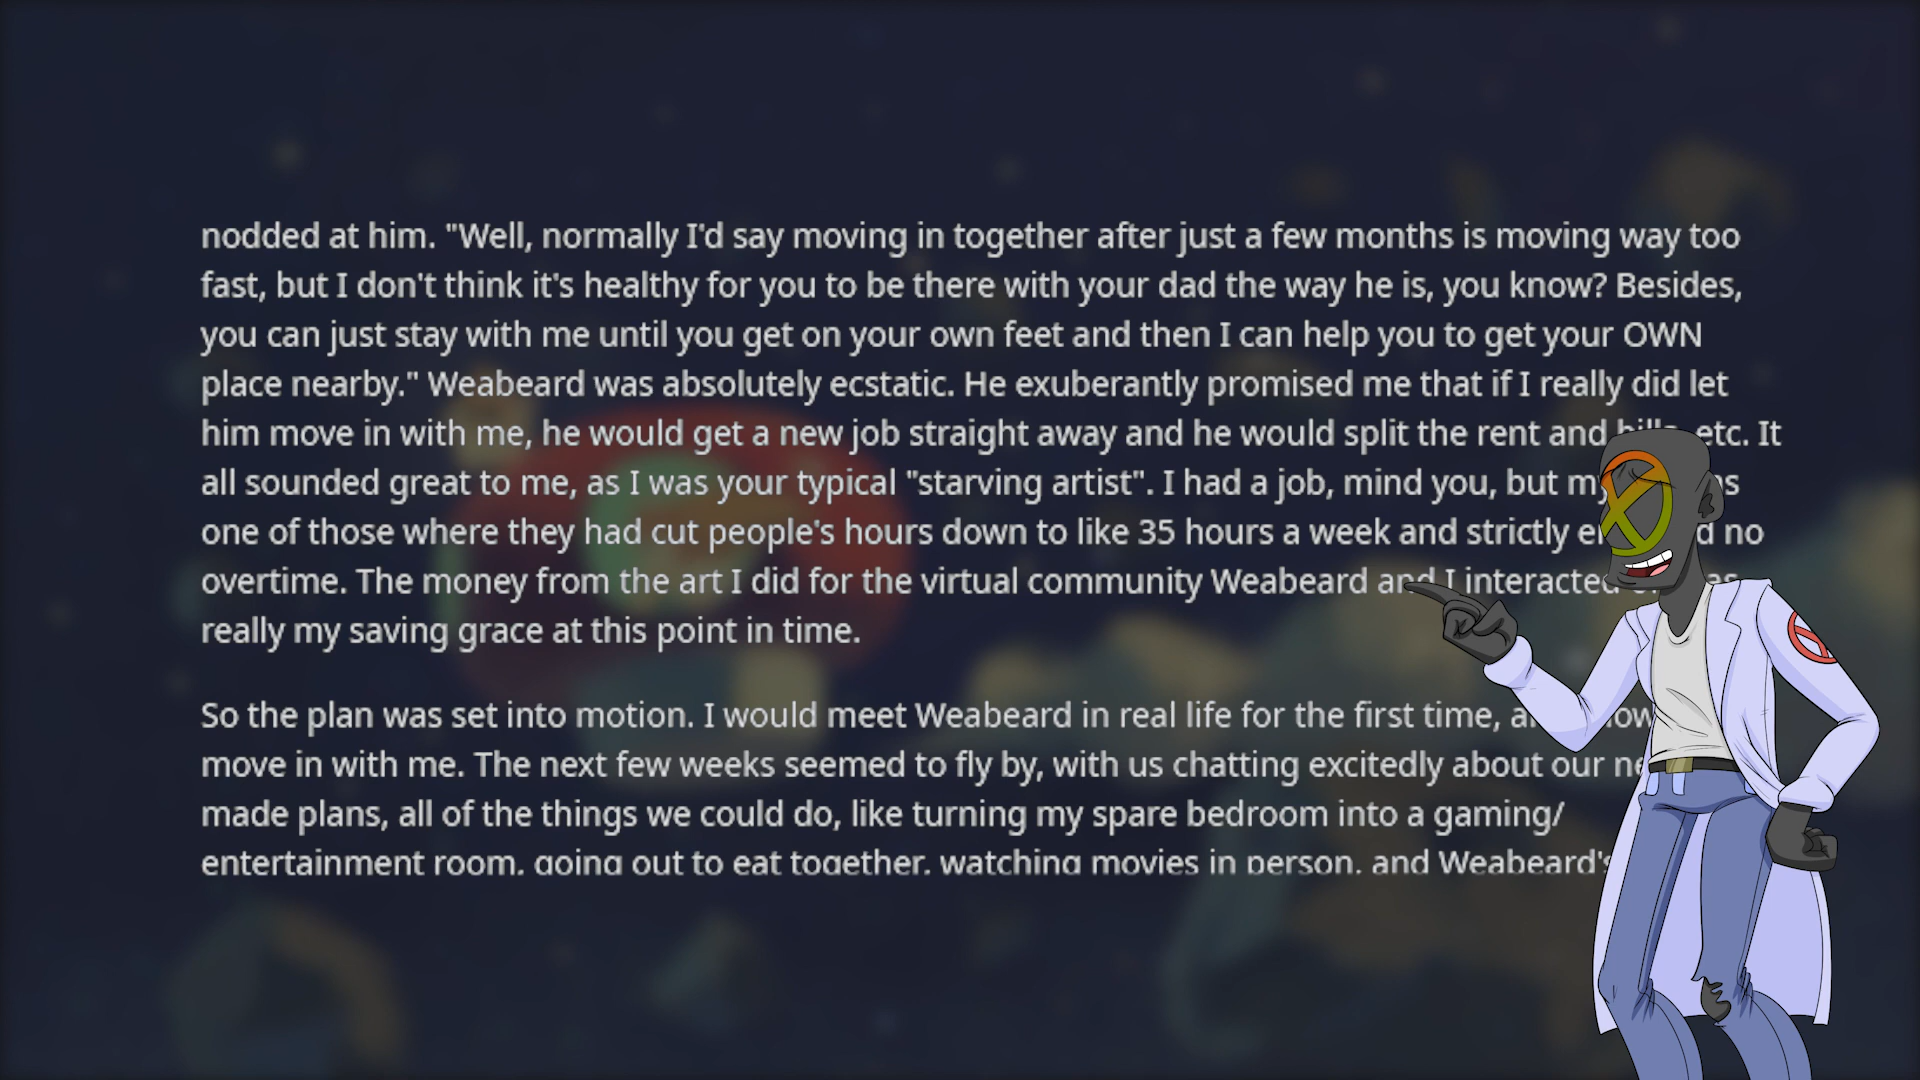 nodded at him. "Well, normally I'd say moving in together after just a few months is moving way too
fast, but I don't think it's healthy for you to be there with your dad the way he is, you know? Besides,
you can just stay with me until you get on your own feet and then I can help you to get your OWN
place nearby." Weabeard was absolutely ecstatic. He exuberantly promised me that if I really did let
him move in with me, he would get a new job straight away and he would split the rent and bills, etc. It
all sounded great to me, as I was your typical "starving artist". I had a job, mind you, but my
one of those where they had cut people's hours down to like 35 hours a week and strictly no
overtime. The money from the art I did for the virtual community Weabeard and I interacted
really my saving grace at this point in time.
So the plan was set into motion. I would meet Weabeard in real life for the first time,
move in with me. The next few weeks seemed to fly by, with us chatting excitedly about our
made plans, all of the things we could do, like turning my spare bedroom into a gaming/
entertainment room, going out to eat together, watching movies in person, and Weabeard's